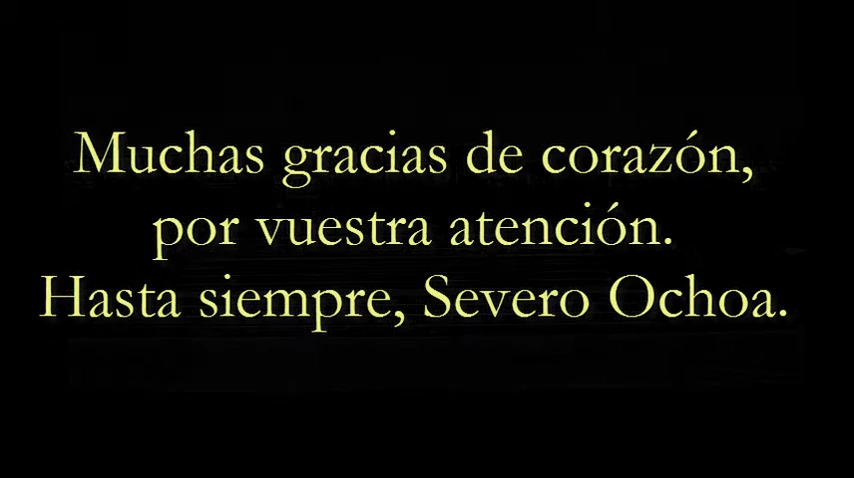 Muchas gracias de corazón,
por vuestra atención.
Hasta siempre, Severo Ochoa.